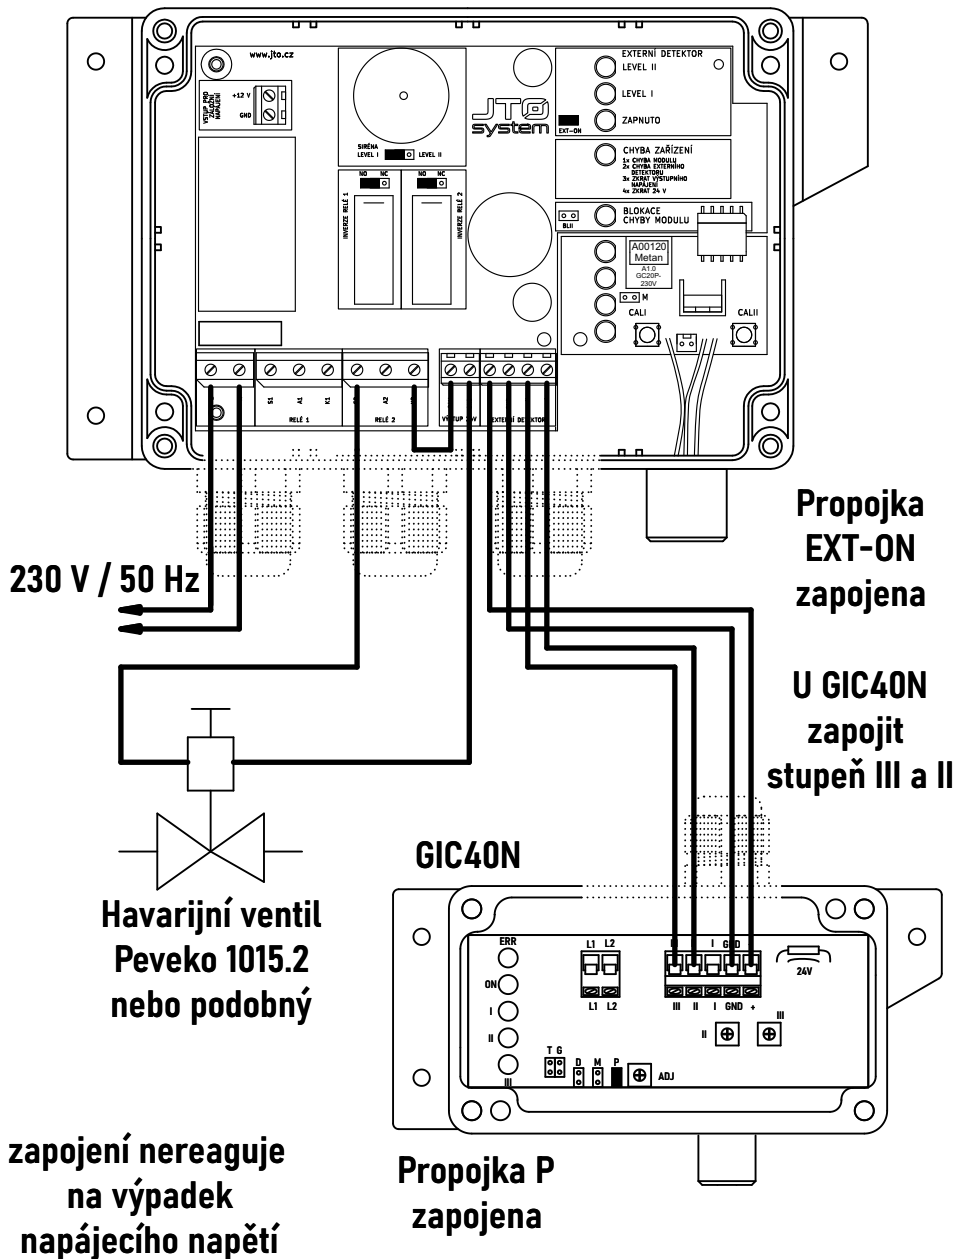 www.jto.cz
VSTUP PRO
ZÁLOŽNÍ
NAPÁJENÍ
+12 V
GND
SIRÉNA
LEVEL I
LEVEL II
NO NC
NO NC
INVERZE RELÉ 1
INVERZE RELÉ 2
JTO
system
EXTERNÍ DETEKTOR
LEVEL II
LEVEL I
ZAPNUTO
EXT-ON
CHYBA ZAŘÍZENÍ
1x CHYBA MODULU
2x CHYBA EXTERNÍHO
DETEKTORU
3x ZKRAT VÝSTUPNÍHO
NAPÁJENÍ
4x ZKRAT 24 V
BLOKACE
CHYBY MODULU
BLII
A00120
Metan
A1.0
GC20P-
230V
M
CALI
CALII
S1 A1 K1
A2
RELÉ 1
RELÉ 2
VÝSTUP 24V
EXTERNÍ DETEKTOR
230 V / 50 Hz
Propojka
EXT-ON
zapojena
U GIC40N
zapojit
stupeň III a II
GIC40N
Havarijní ventil
Peveko 1015.2
nebo podobný
ERR
ON
I
II
III
L1 L2
L1 L2
I GND
III II I GND +
24V
II
III
T G
D M P
ADJ
zapojení nereaguje
na výpadek
napájecího napětí
Propojka P
zapojena